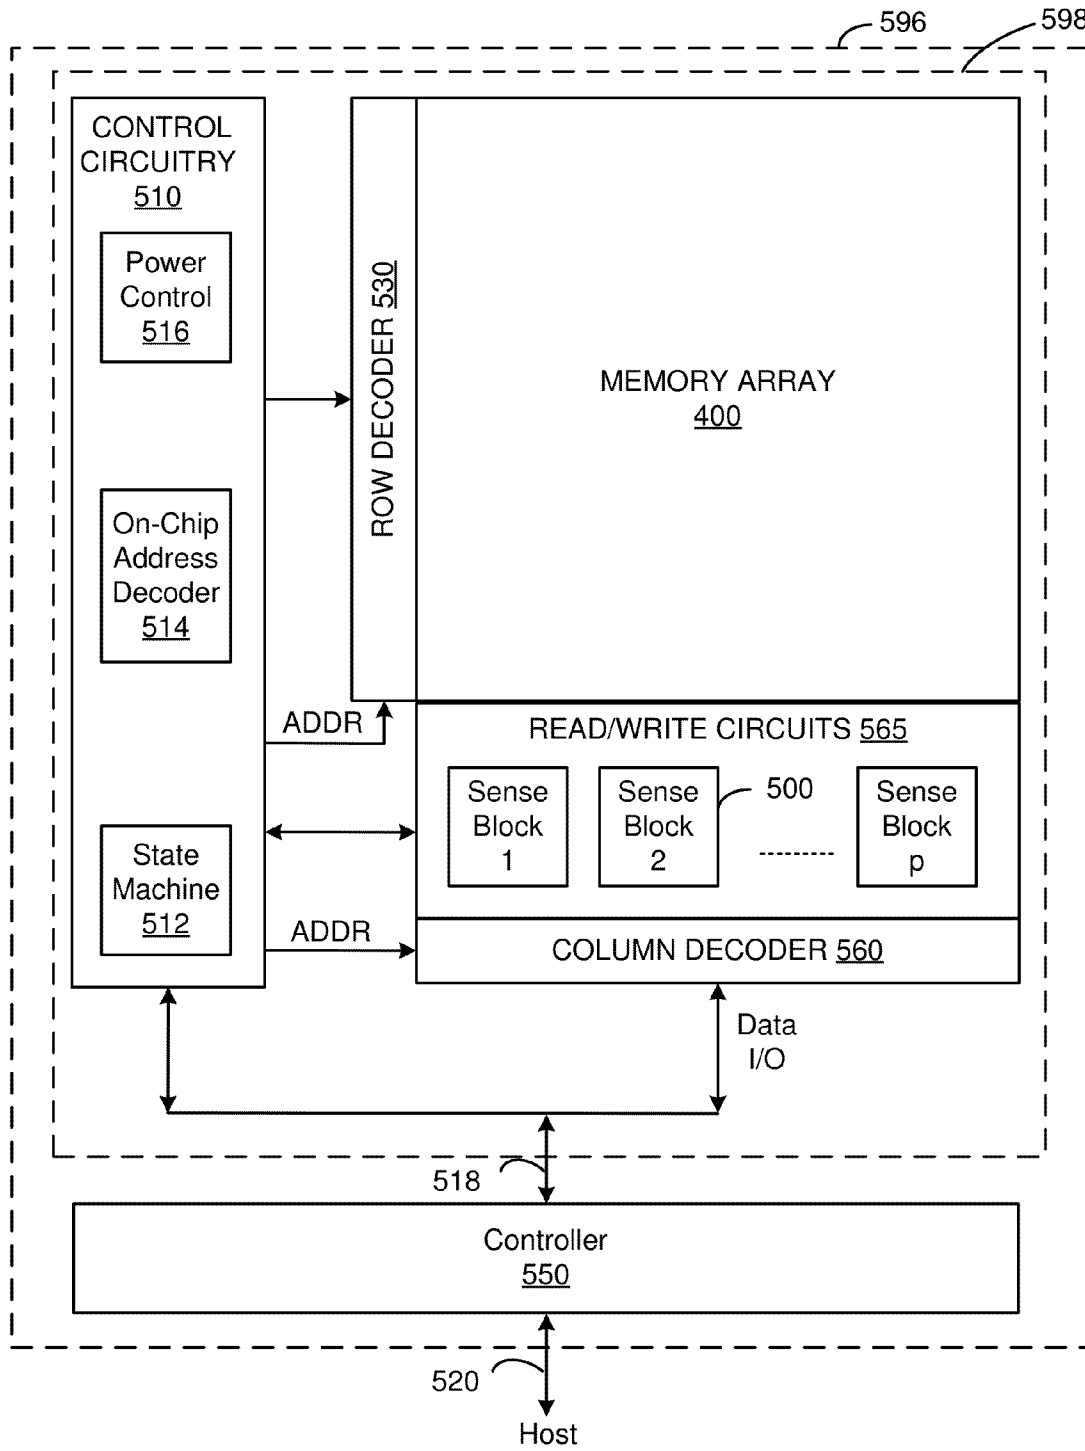 596
598
CONTROL
CIRCUITRY
510
Power
Control
516
On-Chip
Address
Decoder
514
State
Machine
512
ROW DECODER 530
MEMORY ARRAY
400
ADDR
READ/WRITE CIRCUITS 565
Sense
Block
1
Sense
Block
2
500
Sense
Block
p
ADDR
COLUMN DECODER 560
Data
I/O
518
Controller
550
520
Host